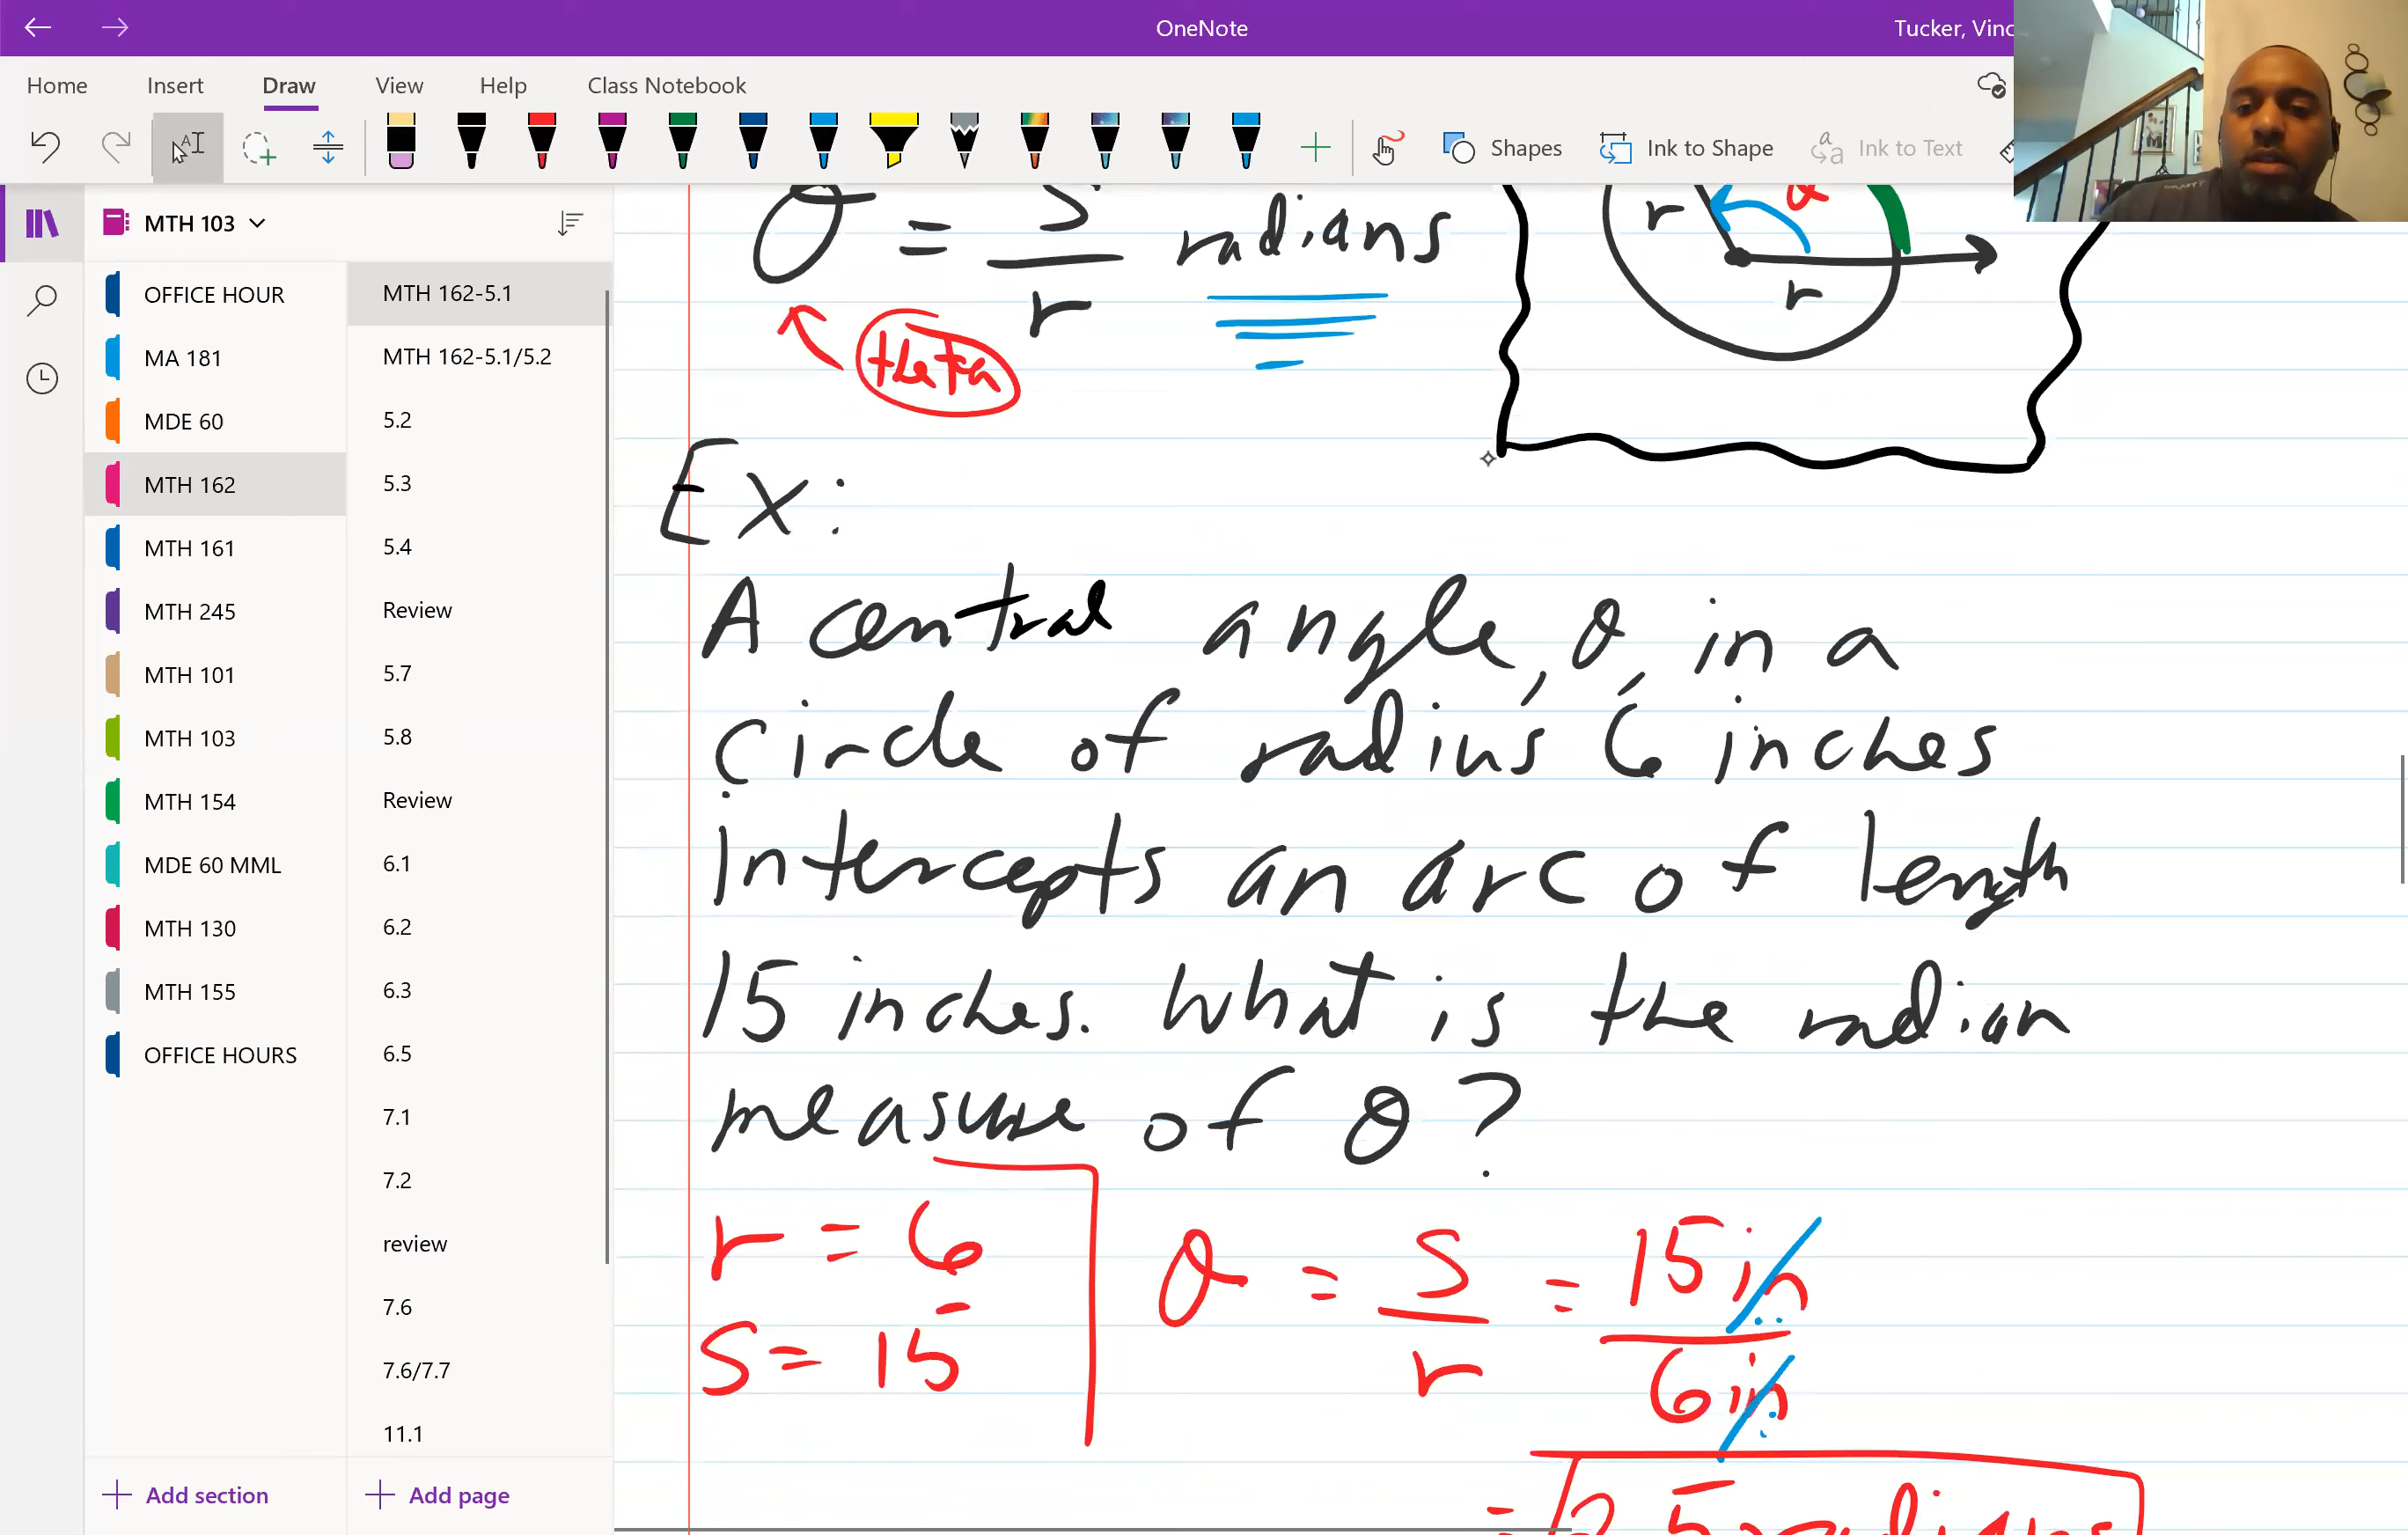 OneNote
Tucker, Vinc
Home Insert Draw View Help Class Notebook
Shapes Ink to Shape Ink to Text
MTH 103
OFFICE HOUR
MA 181
MDE 60
MTH 162
MTH 161
MTH 245
MTH 101
MTH 103
MTH 154
MDE 60 MML
MTH 130
MTH 155
OFFICE HOURS
Add section
MTH 162-5.1
MTH 162-5.1/5.2
5.2
5.3
5.4
Review
5.7
5.8
Review
6.1
6.2
6.3
6.5
7.1
7.2
review
7.6
7.6/7.7
11.1
Add page
θ = s/r radians
theta
r
r
Ex:
A central angle, θ, in a
circle of radius 6 inches
intercepts an arc of length
15 inches. What is the radian
measure of θ?
r = 6
s = 15
θ = s/r = 15 in/6 in
= 2.5 radians